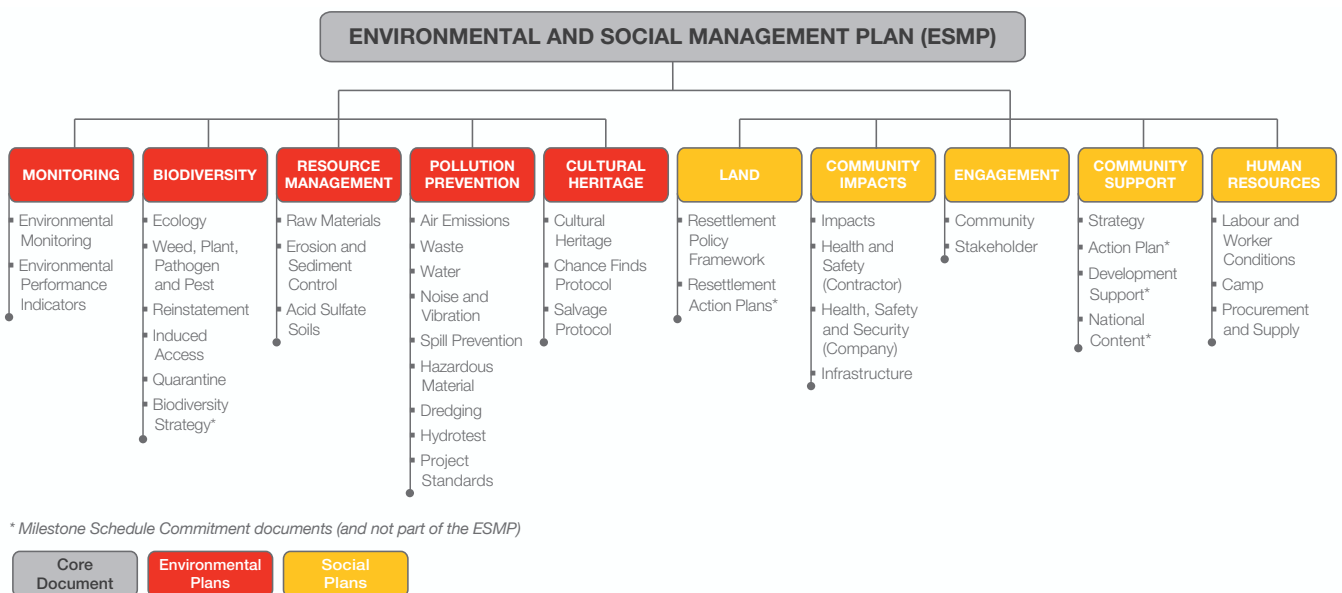 ENVIRONMENTAL AND SOCIAL MANAGEMENT PLAN (ESMP)
MONITORING
Environmental
Monitoring
Environmental
Performance
Indicators
BIODIVERSITY
Ecology
Weed, Plant,
Pathogen
and Pest
Reinstatement
Induced
Access
Quarantine
Biodiversity
Strategy*
RESOURCE
MANAGEMENT
Raw Materials
Erosion and
Sediment
Control
Acid Sulfate
Soils
POLLUTION
PREVENTION
Air Emissions
Waste
Water
Noise and
Vibration
Spill Prevention
Hazardous
Material
Dredging
Hydrotest
Project
Standards
CULTURAL
HERITAGE
Cultural
Heritage
Chance Finds
Protocol
Salvage
Protocol
LAND
Resettlement
Policy
Framework
Resettlement
Action Plans*
COMMUNITY
IMPACTS
Impacts
Health and
Safety
(Contractor)
Health, Safety
and Security
(Company)
Infrastructure
ENGAGEMENT
Community
Stakeholder
COMMUNITY
SUPPORT
Strategy
Action Plan*
Development
Support*
National
Content*
HUMAN
RESOURCES
Labour and
Worker
Conditions
Camp
Procurement
and Supply
* Milestone Schedule Commitment documents (and not part of the ESMP)
Core
Document
Environmental
Plans
Social
Plans